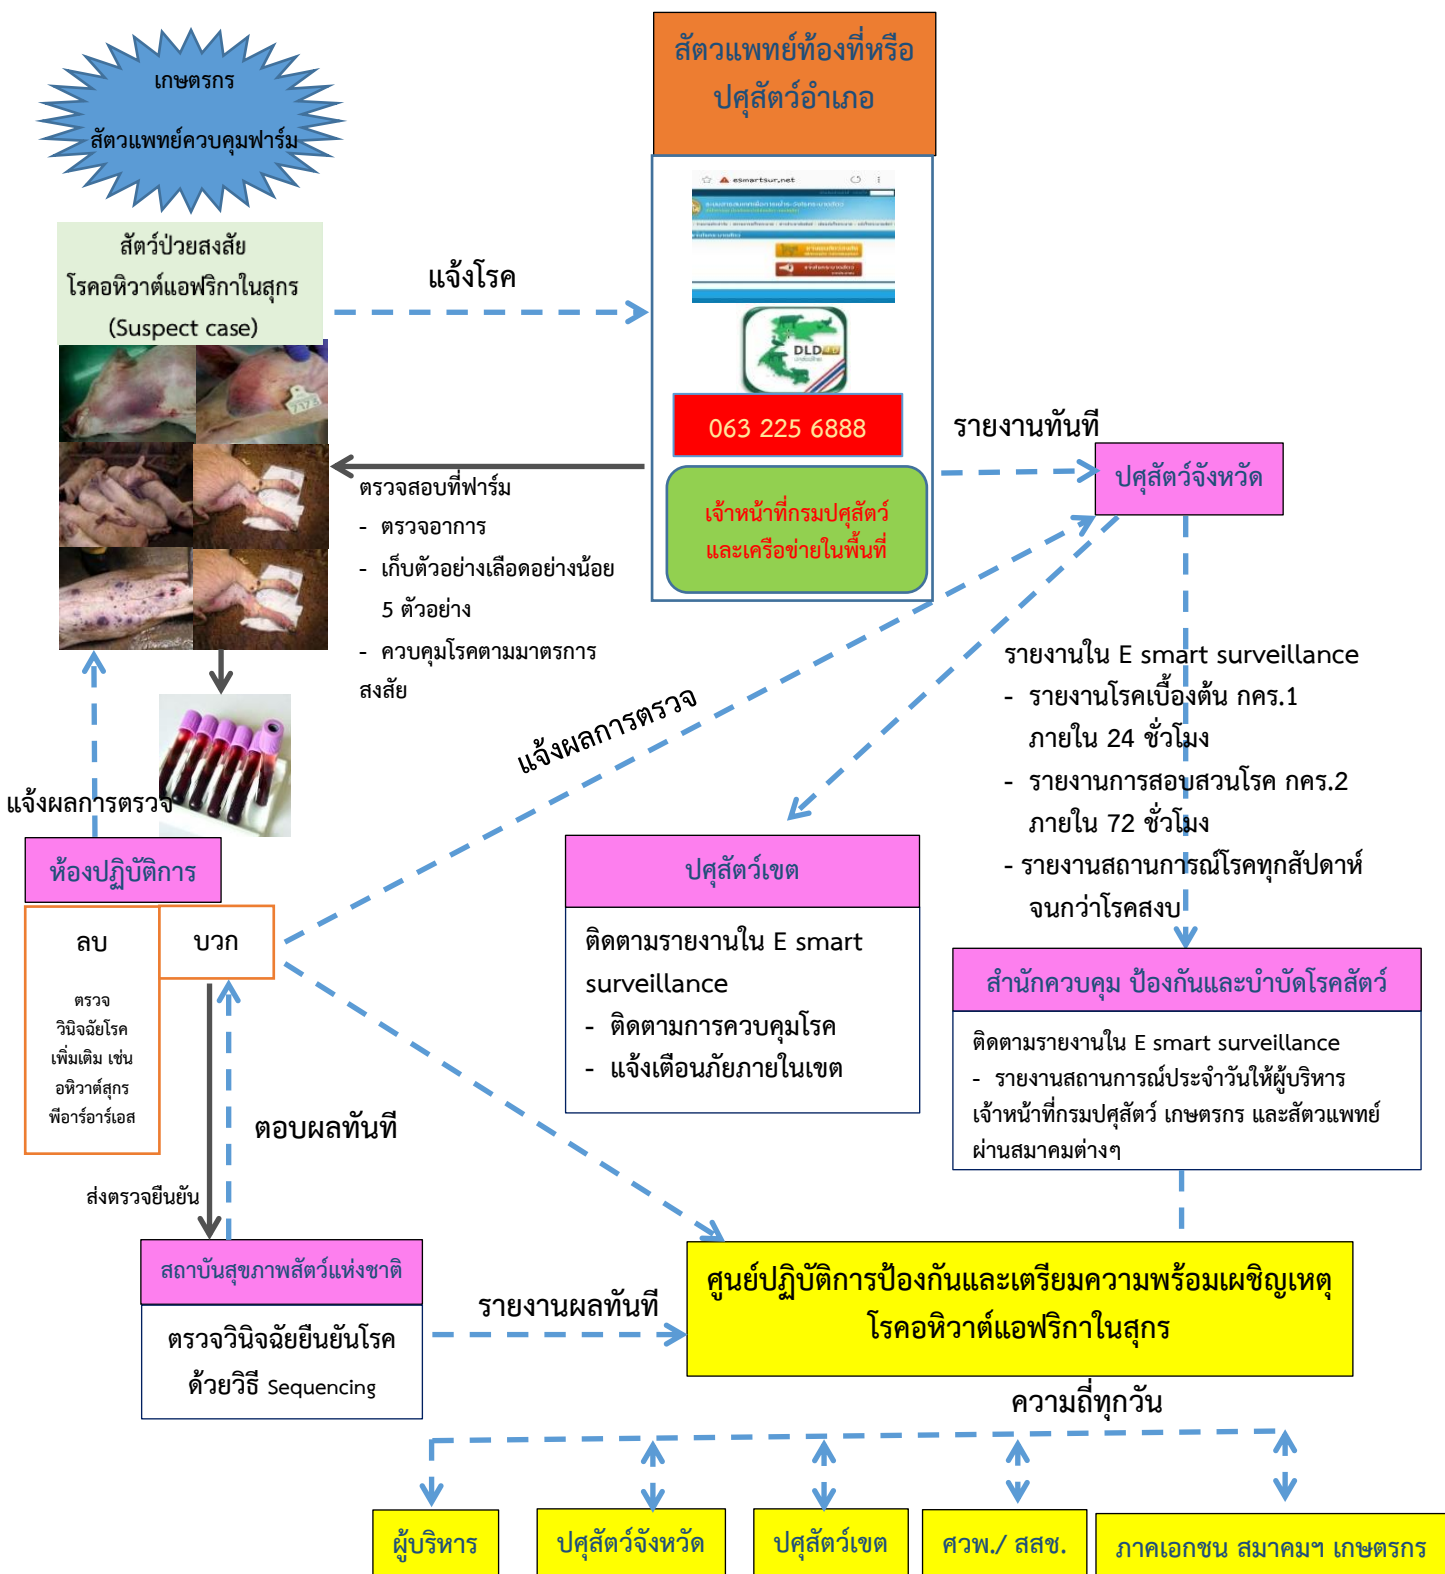 เกษตรกร
สัตวแพทย์ควบคุมฟาร์ม
สัตว์ป่วยสงสัย
โรคอหิวาต์แอฟริกาในสุกร
(Suspect case)
แจ้งโรค
สัตวแพทย์ท้องที่หรือ
ปศุสัตว์อำเภอ
esmartsur.net
DLD 4.0
063 225 6888
เจ้าหน้าที่กรมปศุสัตว์
และเครือข่ายในพื้นที่
รายงานทันที
ปศุสัตว์จังหวัด
ตรวจสอบที่ฟาร์ม
- ตรวจอาการ
- เก็บตัวอย่างเลือดอย่างน้อย
5 ตัวอย่าง
- ควบคุมโรคตามมาตรการ
สงสัย
แจ้งผลการตรวจ
รายงานใน E smart surveillance
- รายงานโรคเบื้องต้น กคร.1
ภายใน 24 ชั่วโมง
- รายงานการสอบสวนโรค กคร.2
ภายใน 72 ชั่วโมง
- รายงานสถานการณ์โรคทุกสัปดาห์
จนกว่าโรคสงบ
แจ้งผลการตรวจ
ห้องปฏิบัติการ
ลบ
ตรวจ
วินิจฉัยโรค
เพิ่มเติม เช่น
อหิวาต์สุกร
พีอาร์อาร์เอส
บวก
ปศุสัตว์เขต
ติดตามรายงานใน E smart
surveillance
- ติดตามการควบคุมโรค
- แจ้งเตือนภัยภายในเขต
สำนักควบคุม ป้องกันและบำบัดโรคสัตว์
ติดตามรายงานใน E smart surveillance
- รายงานสถานการณ์ประจำวันให้ผู้บริหาร
เจ้าหน้าที่กรมปศุสัตว์ เกษตรกร และสัตวแพทย์
ผ่านสมาคมต่างๆ
ตอบผลทันที
ส่งตรวจยืนยัน
สถาบันสุขภาพสัตว์แห่งชาติ
ตรวจวินิจฉัยยืนยันโรค
ด้วยวิธี Sequencing
รายงานผลทันที
ศูนย์ปฏิบัติการป้องกันและเตรียมความพร้อมเผชิญเหตุ
โรคอหิวาต์แอฟริกาในสุกร
ความถี่ทุกวัน
ผู้บริหาร
ปศุสัตว์จังหวัด
ปศุสัตว์เขต
ศวพ./ สสช.
ภาคเอกชน สมาคมฯ เกษตรกร